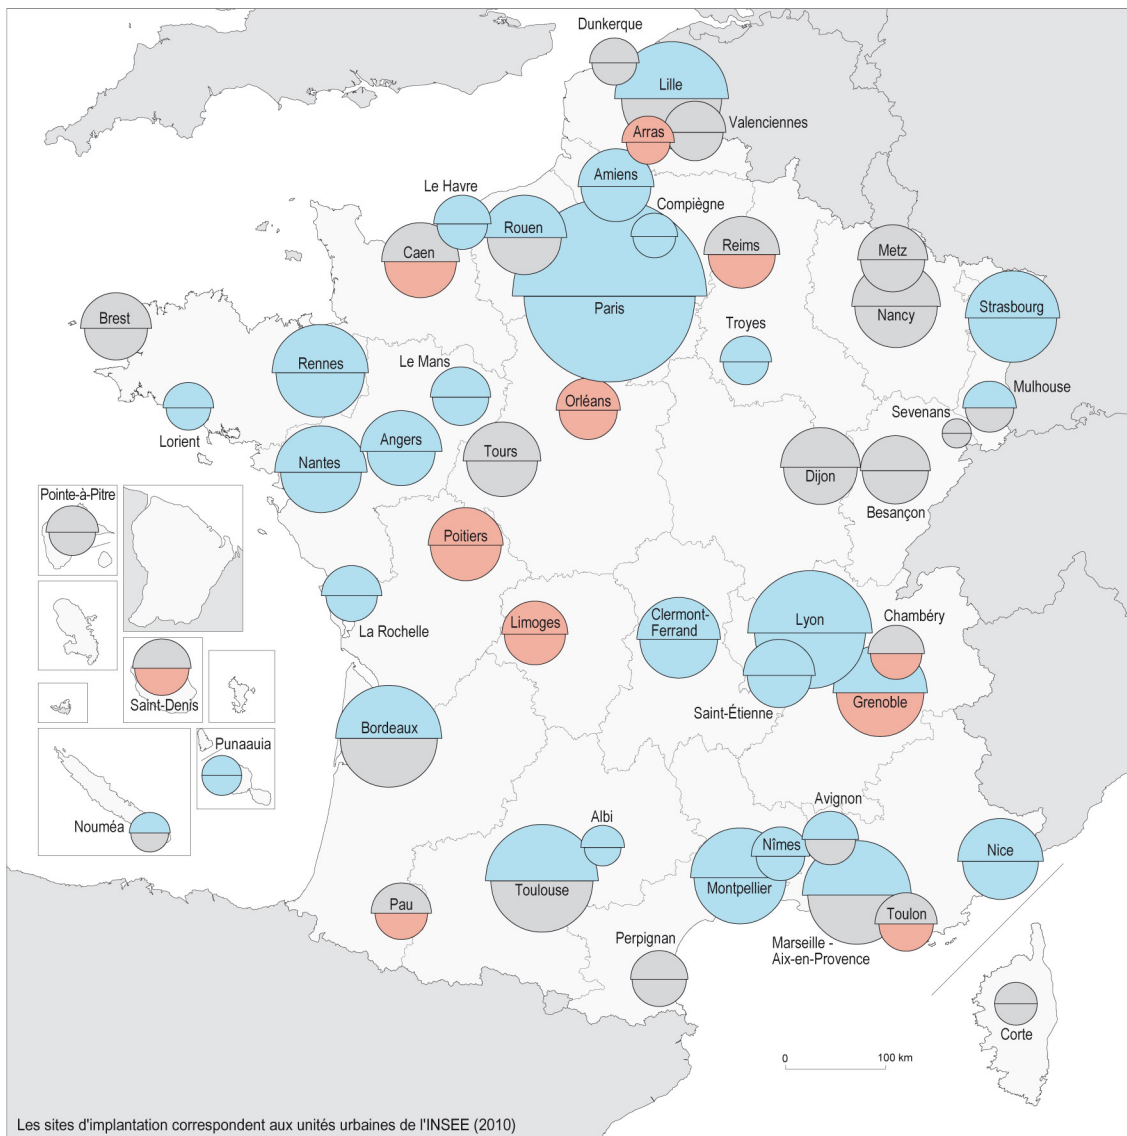 Dunkerque
Lille
Valenciennes
Arras
Amiens
Le Havre
Compiègne
Rouen
Caen
Reims
Metz
Paris
Nancy
Strasbourg
Brest
Troyes
Rennes
Le Mans
Mulhouse
Orléans
Sevenans
Lorient
Angers
Nantes
Tours
Dijon
Besançon
Pointe-à-Pitre
Poitiers
La Rochelle
Limoges
Clermont-
Ferrand
Lyon
Chambéry
Saint-Denis
Saint-Étienne
Grenoble
Bordeaux
Punaauia
Nouméa
Albi
Avignon
Nîmes
Nice
Toulouse
Montpellier
Pau
Toulon
Perpignan
Marseille -
Aix-en-Provence
Corte
0 100 km
Les sites d'implantation correspondent aux unités urbaines de l'INSEE (2010)